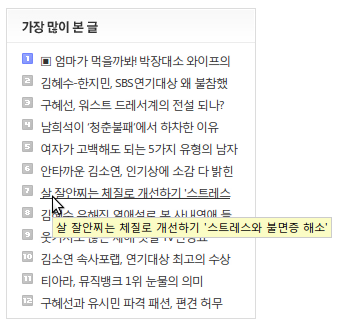 가장 많이 본 글
1 ▣ 엄마가 먹을까봐! 박장대소 와이프의
2 김혜수-한지민, SBS연기대상 왜 불참했
3 구혜선, 워스트 드레서계의 전설 되나?
4 남희석이 '청춘불패'에서 하차한 이유
5 여자가 고백해도 되는 5가지 유형의 남자
6 안타까운 김소연, 인기상에 소감 다 밝힌
7 살 살안찌는 체질로 개선하기 '스트레스
8
살 살안찌는 체질로 개선하기 '스트레스와 불면증 해소'
9
10 김소연 속사포랩, 연기대상 최고의 수상
11 티아라, 뮤직뱅크 1위 눈물의 의미
12 구혜선과 유시민 파격 패션, 편견 허무